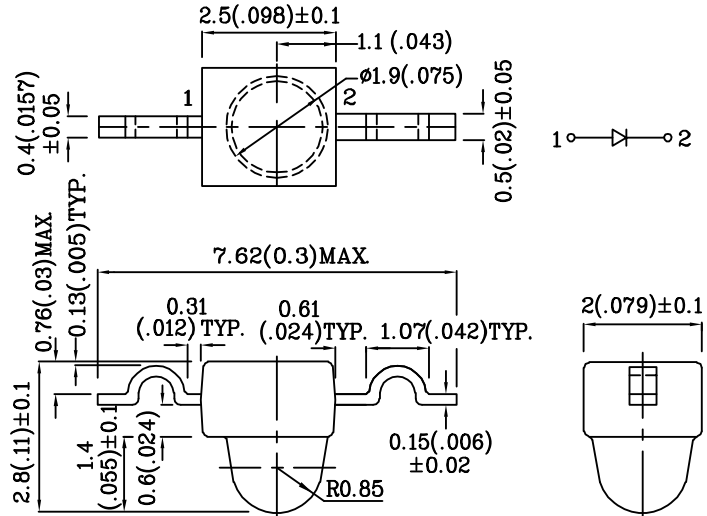 2.5(.098)±0.1
1.1 (.043)
ø1.9(.075)
1
2
0.4(.0157)
±0.05
0.5(.02)±0.05
1
2
0.76(.03)MAX.
0.13(.005)TYP.
7.62(0.3)MAX.
0.31
(.012) TYP.
0.61
(.024)TYP.
1.07(.042)TYP.
2(.079)±0.1
2.8(.11)±0.1
1.4
(.055)±0.1
0.6(.024)
0.15(.006)
±0.02
R0.85